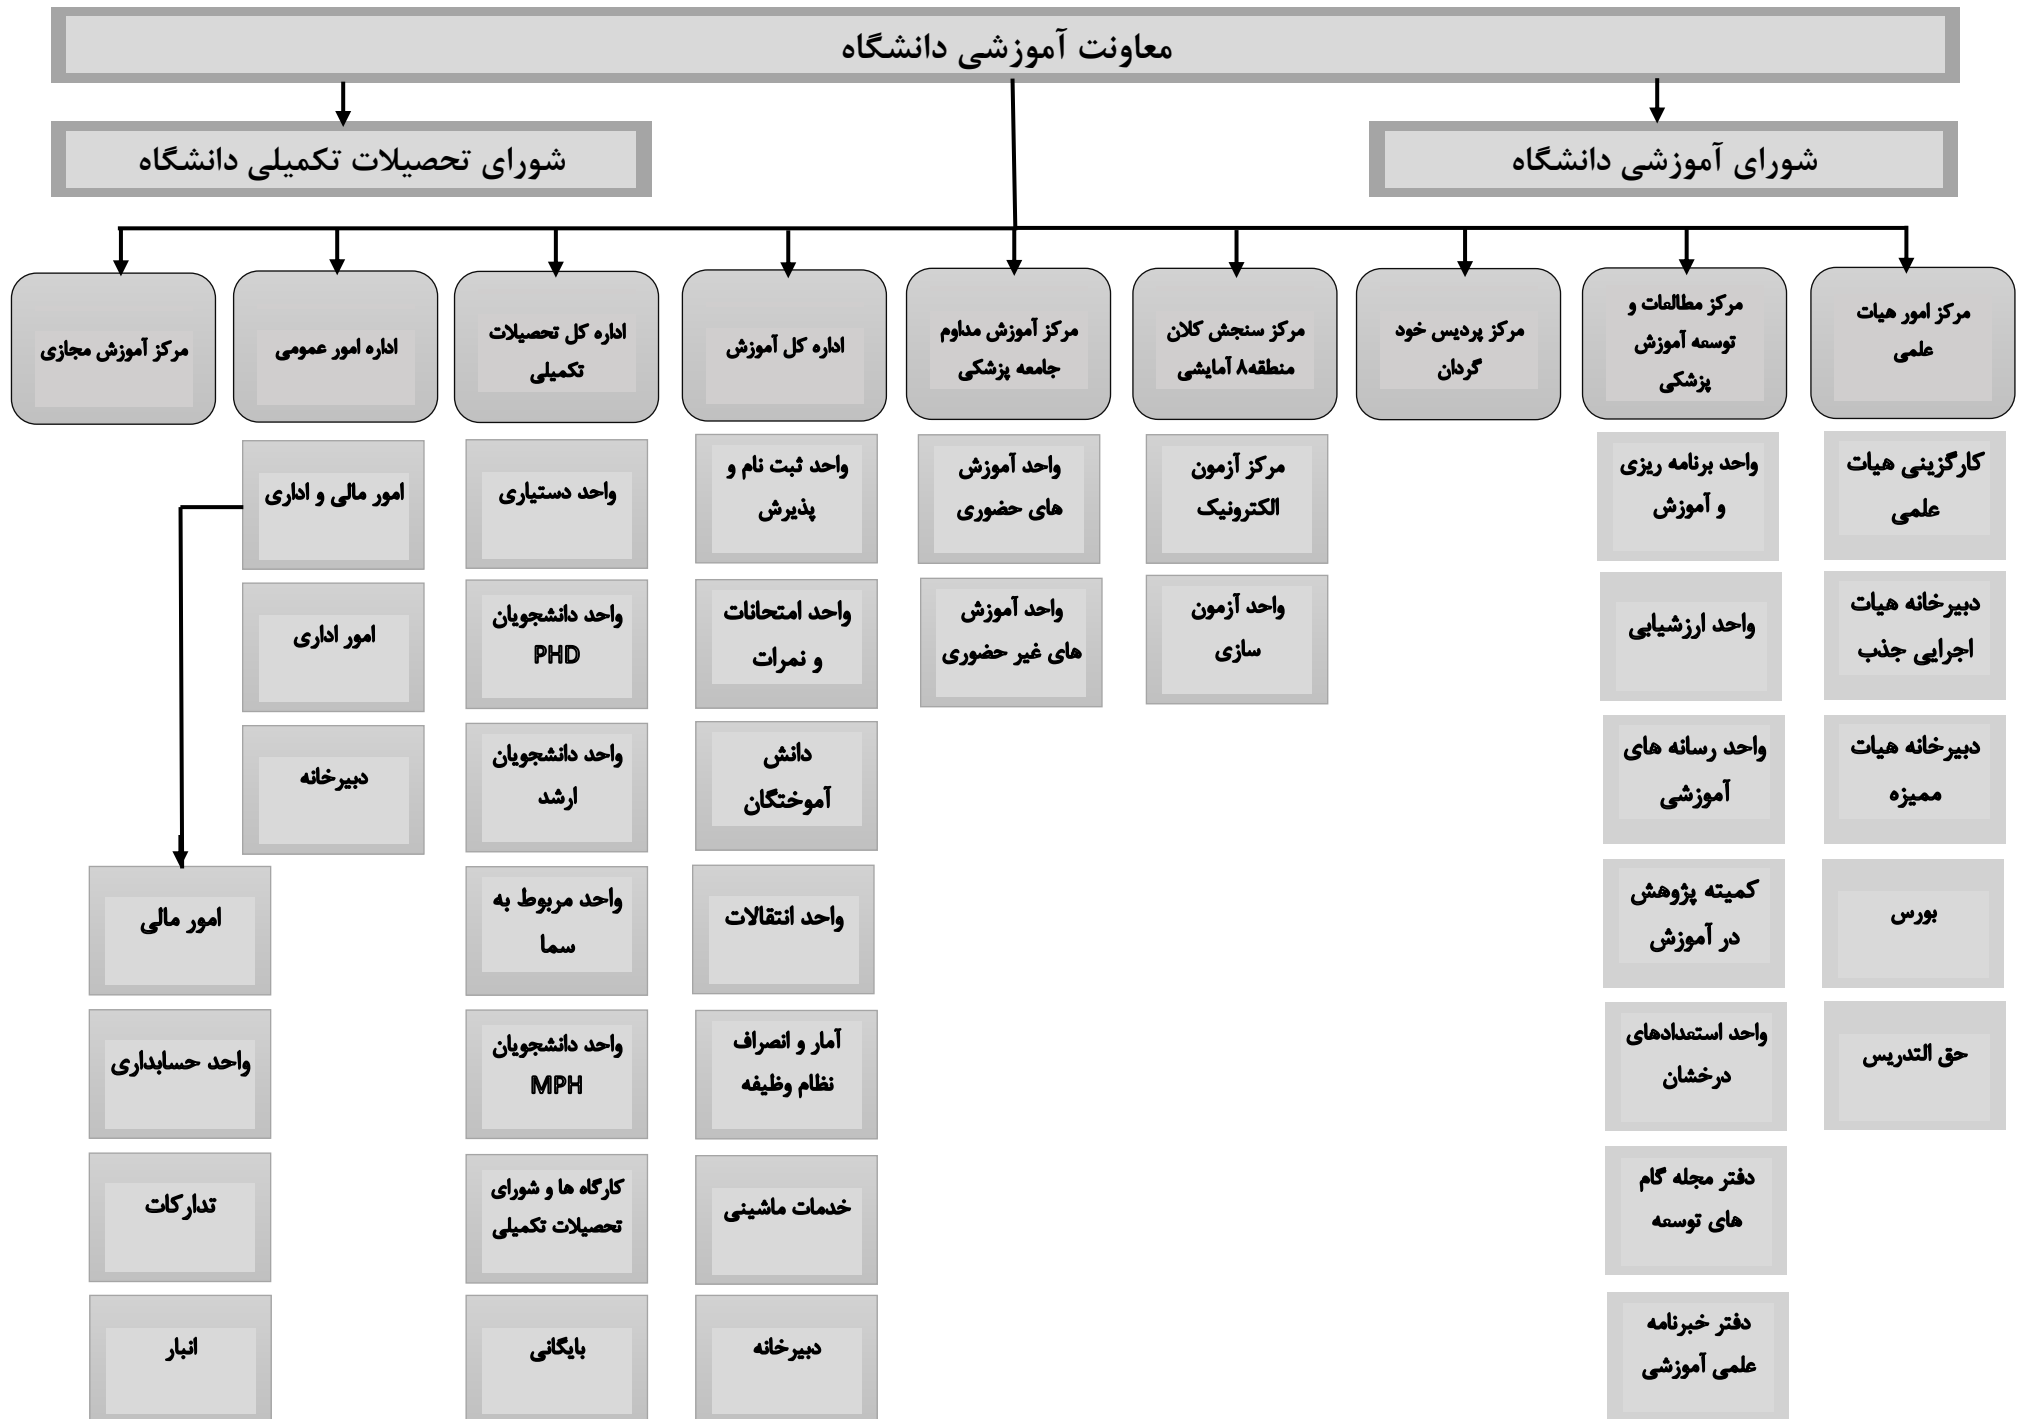 معاونت آموزشی دانشگاه
شورای آموزشی دانشگاه
شورای تحصیلات تکمیلی دانشگاه
مرکز امور هیات
علمی
مرکز مطالعات و
توسعه آموزش
پزشکی
مرکز پردیس خود
گردان
مرکز سنجش کلان
منطقه۸ آمایشی
مرکز آموزش مداوم
جامعه پزشکی
اداره کل آموزش
اداره کل تحصیلات
تکمیلی
اداره امور عمومی
مرکز آموزش مجازی
کارگزینی هیات
علمی
دبیرخانه هیات
اجرایی جذب
دبیرخانه هیات
ممیزه
بورس
حق التدریس
واحد برنامه ریزی
و آموزش
واحد ارزشیابی
واحد رسانه های
آموزشی
کمیته پژوهش
در آموزش
واحد استعدادهای
درخشان
دفتر مجله گام
های توسعه
دفتر خبرنامه
علمی آموزشی
مرکز آزمون
الکترونیک
واحد آزمون
سازی
واحد آموزش
های حضوری
واحد آموزش
های غیر حضوری
واحد ثبت نام و
پذیرش
واحد امتحانات
و نمرات
دانش
آموختگان
واحد انتقالات
آمار و انصراف
نظام وظیفه
خدمات ماشینی
دبیرخانه
واحد دستیاری
واحد دانشجویان
PHD
واحد دانشجویان
ارشد
واحد مربوط به
سما
واحد دانشجویان
MPH
کارگاه ها و شورای
تحصیلات تکمیلی
بایگانی
امور مالی و اداری
امور اداری
دبیرخانه
امور مالی
واحد حسابداری
تدارکات
انبار